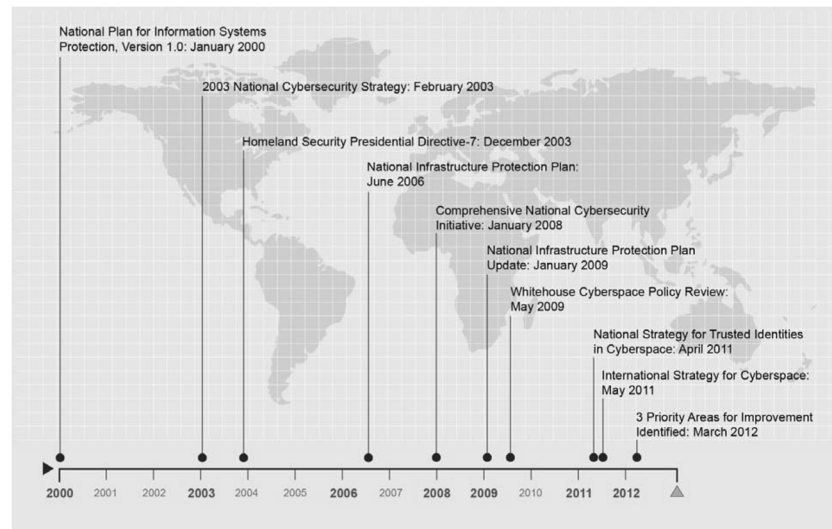 National Plan for Information Systems
Protection, Version 1.0: January 2000
2003 National Cybersecurity Strategy: February 2003
Homeland Security Presidential Directive-7: December 2003
National Infrastructure Protection Plan:
June 2006
Comprehensive National Cybersecurity
Initiative: January 2008
National Infrastructure Protection Plan
Update: January 2009
Whitehouse Cyberspace Policy Review:
May 2009
National Strategy for Trusted Identities
in Cyberspace: April 2011
International Strategy for Cyberspace:
May 2011
3 Priority Areas for Improvement
Identified: March 2012
2000 2001 2002 2003 2004 2005 2006 2007 2008 2009 2010 2011 2012